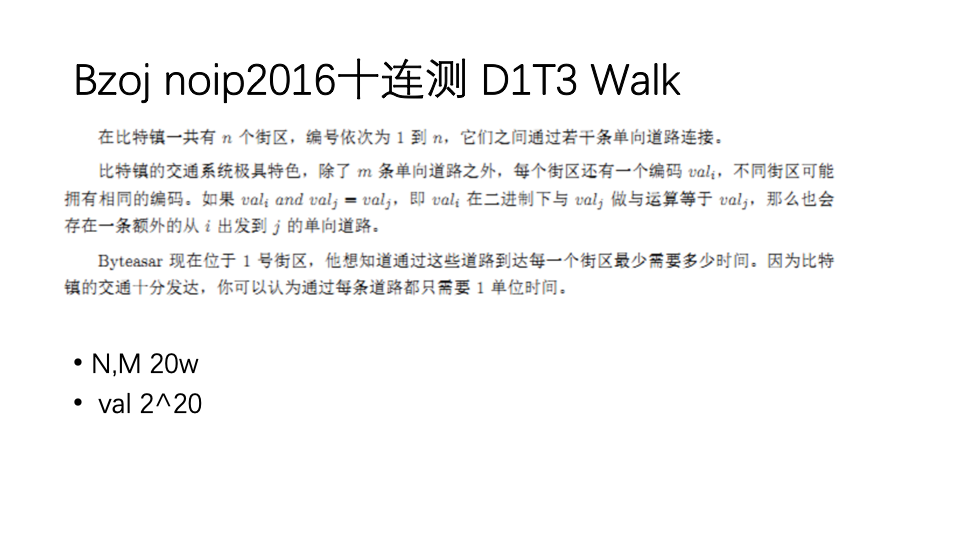 Bzoj noip2016十连测 D1T3 Walk
在比特镇一共有 n 个街区，编号依次为 1 到 n，它们之间通过若干条单向道路连接。
比特镇的交通系统极具特色，除了 m 条单向道路之外，每个街区还有一个编码 val_i，不同街区可能
拥有相同的编码。如果 val_i and val_j = val_j，即 val_i 在二进制下与 val_j 做与运算等于 val_j，那么也会
存在一条额外的从 i 出发到 j 的单向道路。
Byteasar 现在位于 1 号街区，他想知道通过这些道路到达每一个街区最少需要多少时间。因为比特
镇的交通十分发达，你可以认为通过每条道路都只需要 1 单位时间。
• N,M 20w
• val 2^20